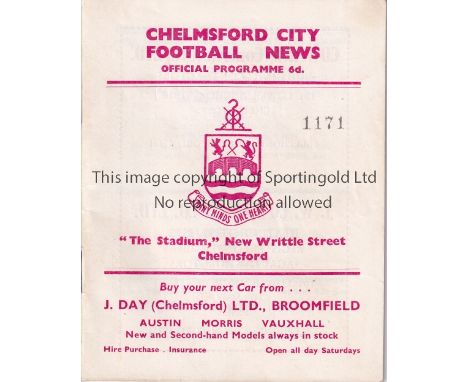 CHELMSFORD CITY
FOOTBALL NEWS
OFFICIAL PROGRAMME 6d.
1171
This image copyright of Sportingold Ltd
No reproduction allowed
MANY MINDS ONE HEART
"The Stadium," New Writtle Street
Chelmsford
Buy your next Car from . . .
J. DAY (Chelmsford) LTD., BROOMFIELD
AUSTIN MORRIS VAUXHALL
New and Second-hand Models always in stock
Hire Purchase . Insurance Open all day Saturdays